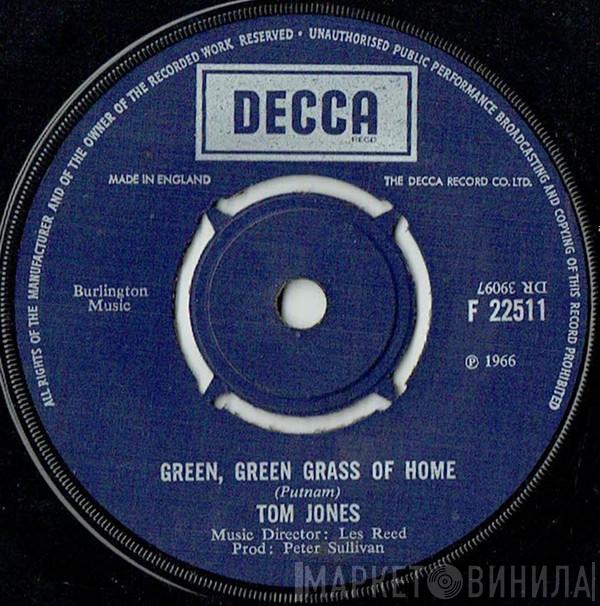 ALL RIGHTS OF THE MANUFACTURER AND OF THE OWNER OF THE RECORDED WORK RESERVED • UNAUTHORISED PUBLIC PERFORMANCE BROADCASTING AND COPYING OF THIS RECORD PROHIBITED
DECCA
REGD
MADE IN ENGLAND
THE DECCA RECORD CO. LTD.
Burlington
Music
DR 39097
F 22511
℗ 1966
GREEN, GREEN GRASS OF HOME
(Putnam)
TOM JONES
Music Director: Les Reed
Prod: Peter Sullivan
МАРКЕТ ВИНИЛА